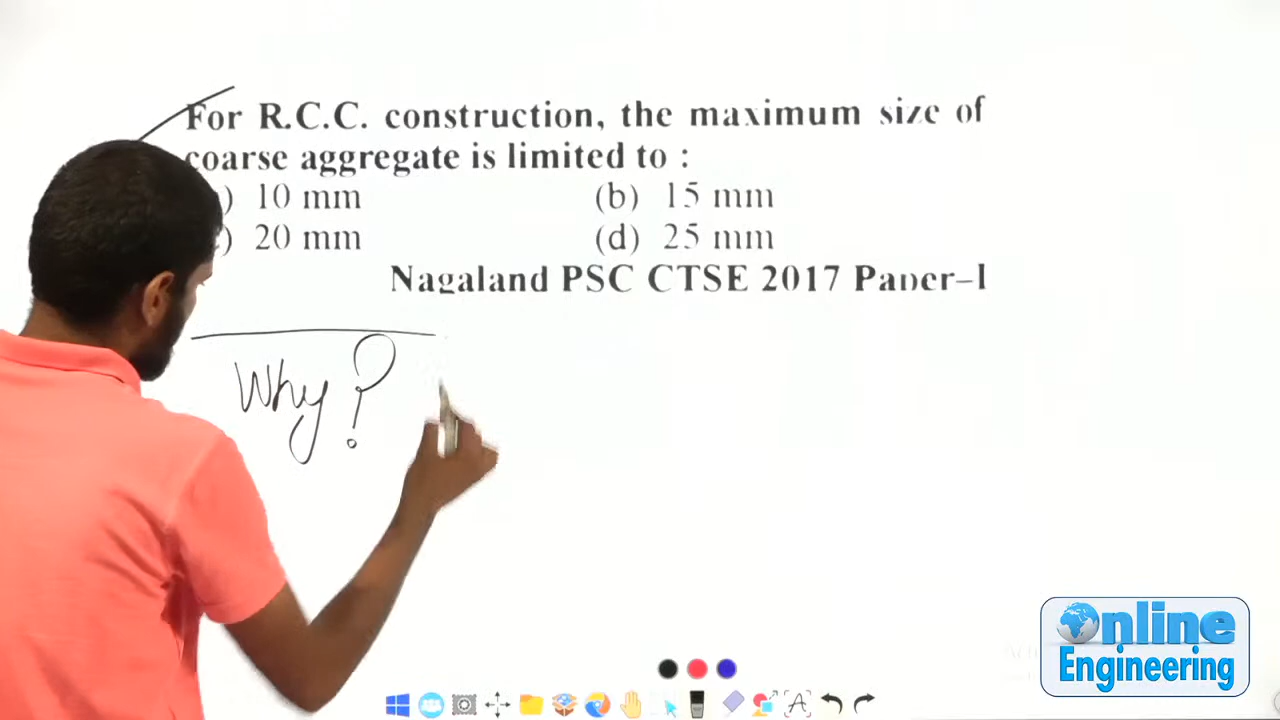 For R.C.C. construction, the maximum size of
coarse aggregate is limited to :
) 10 mm (b) 15 mm
) 20 mm (d) 25 mm
Nagaland PSC CTSE 2017 Paper–I
Why?
Online
Engineering